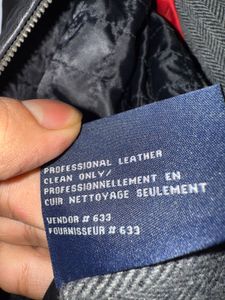 PROFESSIONAL LEATHER
CLEAN ONLY/
PROFESSIONNELLEMENT EN
CUIR NETTOYAGE SEULEMENT
VENDOR # 633
FOURNISSEUR # 633